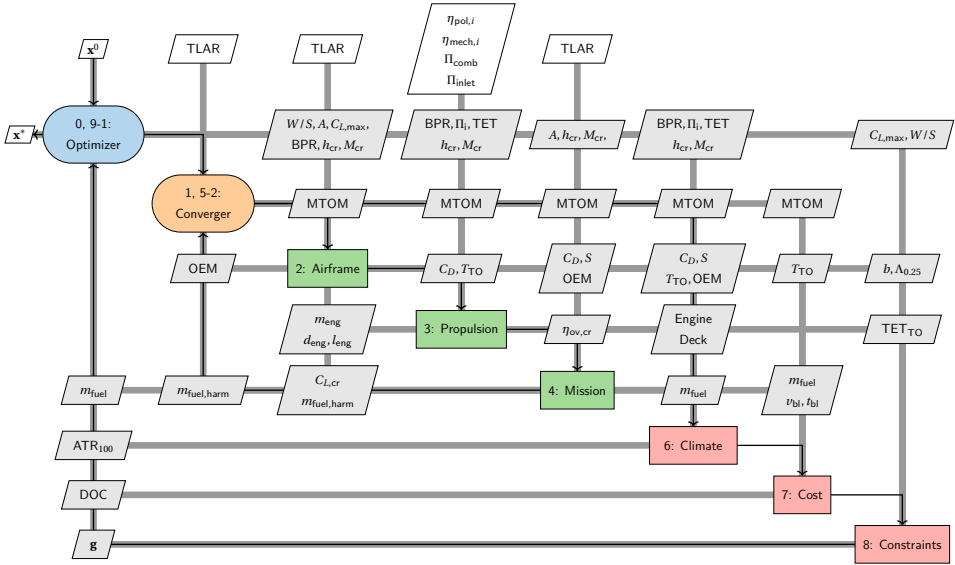 η_pol,i
η_mech,i
Π_comb
Π_inlet
x^0
TLAR
TLAR
TLAR
0, 9-1:
Optimizer
x*
W/S, A, C_L,max,
BPR, h_cr, M_cr
BPR, Π_i, TET
h_cr, M_cr
A, h_cr, M_cr,
BPR, Π_i, TET
h_cr, M_cr
C_L,max, W/S
1, 5-2:
Converger
MTOM
MTOM
MTOM
MTOM
MTOM
OEM
2: Airframe
C_D, T_TO
C_D, S
OEM
C_D, S
T_TO, OEM
T_TO
b, Λ_0.25
m_eng
d_eng, l_eng
3: Propulsion
η_ov,cr
Engine
Deck
TET_TO
m_fuel
m_fuel,harm
C_L,cr
m_fuel,harm
4: Mission
m_fuel
m_fuel
v_bl, t_bl
ATR_100
6: Climate
DOC
7: Cost
g
8: Constraints